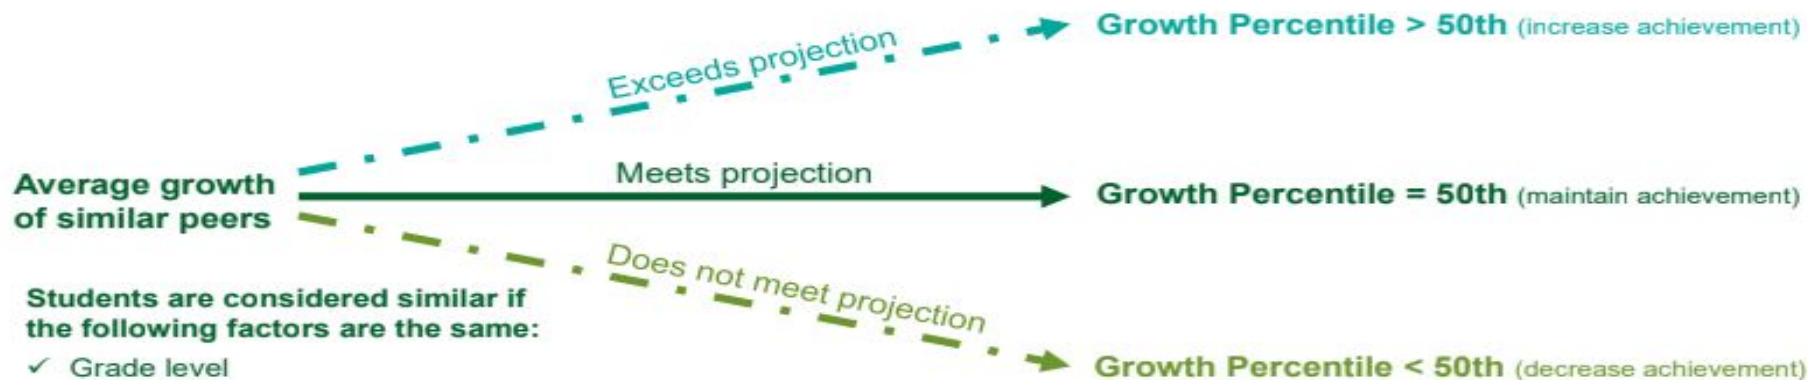 Exceeds projection
Growth Percentile > 50th (increase achievement)
Average growth
of similar peers
Meets projection
Growth Percentile = 50th (maintain achievement)
Does not meet projection
Growth Percentile < 50th (decrease achievement)
Students are considered similar if
the following factors are the same:
✓ Grade level